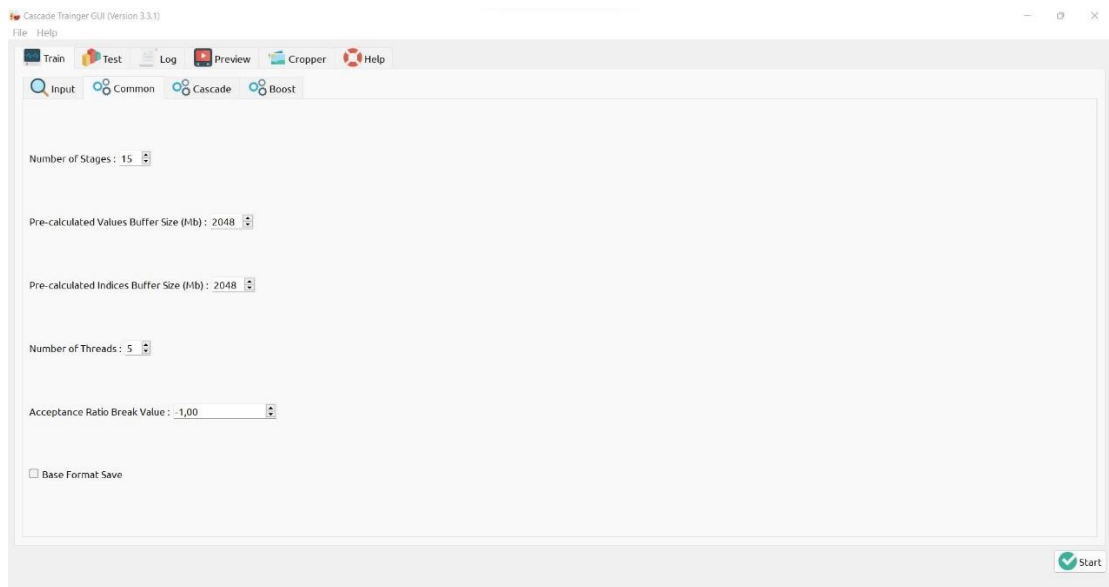 Cascade Trainger GUI (Version 3.3.1)
File Help
Train Test Log Preview Cropper Help
Input Common Cascade Boost
Number of Stages : 15
Pre-calculated Values Buffer Size (Mb) : 2048
Pre-calculated Indices Buffer Size (Mb) : 2048
Number of Threads : 5
Acceptance Ratio Break Value : -1,00
Base Format Save
Start